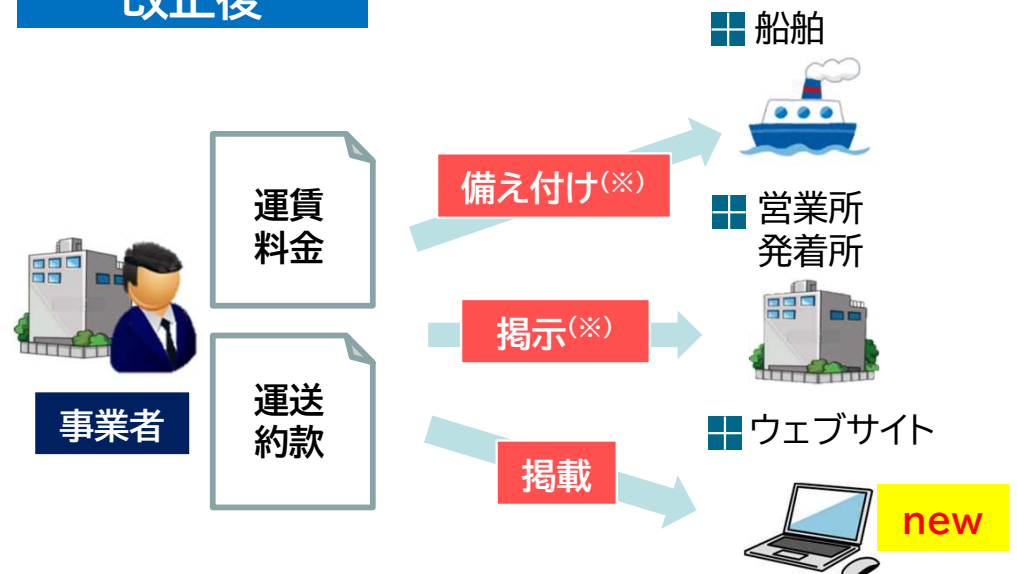 改正後
船舶
備え付け(※)
運賃
料金
営業所
発着所
掲示(※)
運送
約款
事業者
ウェブサイト
掲載
new